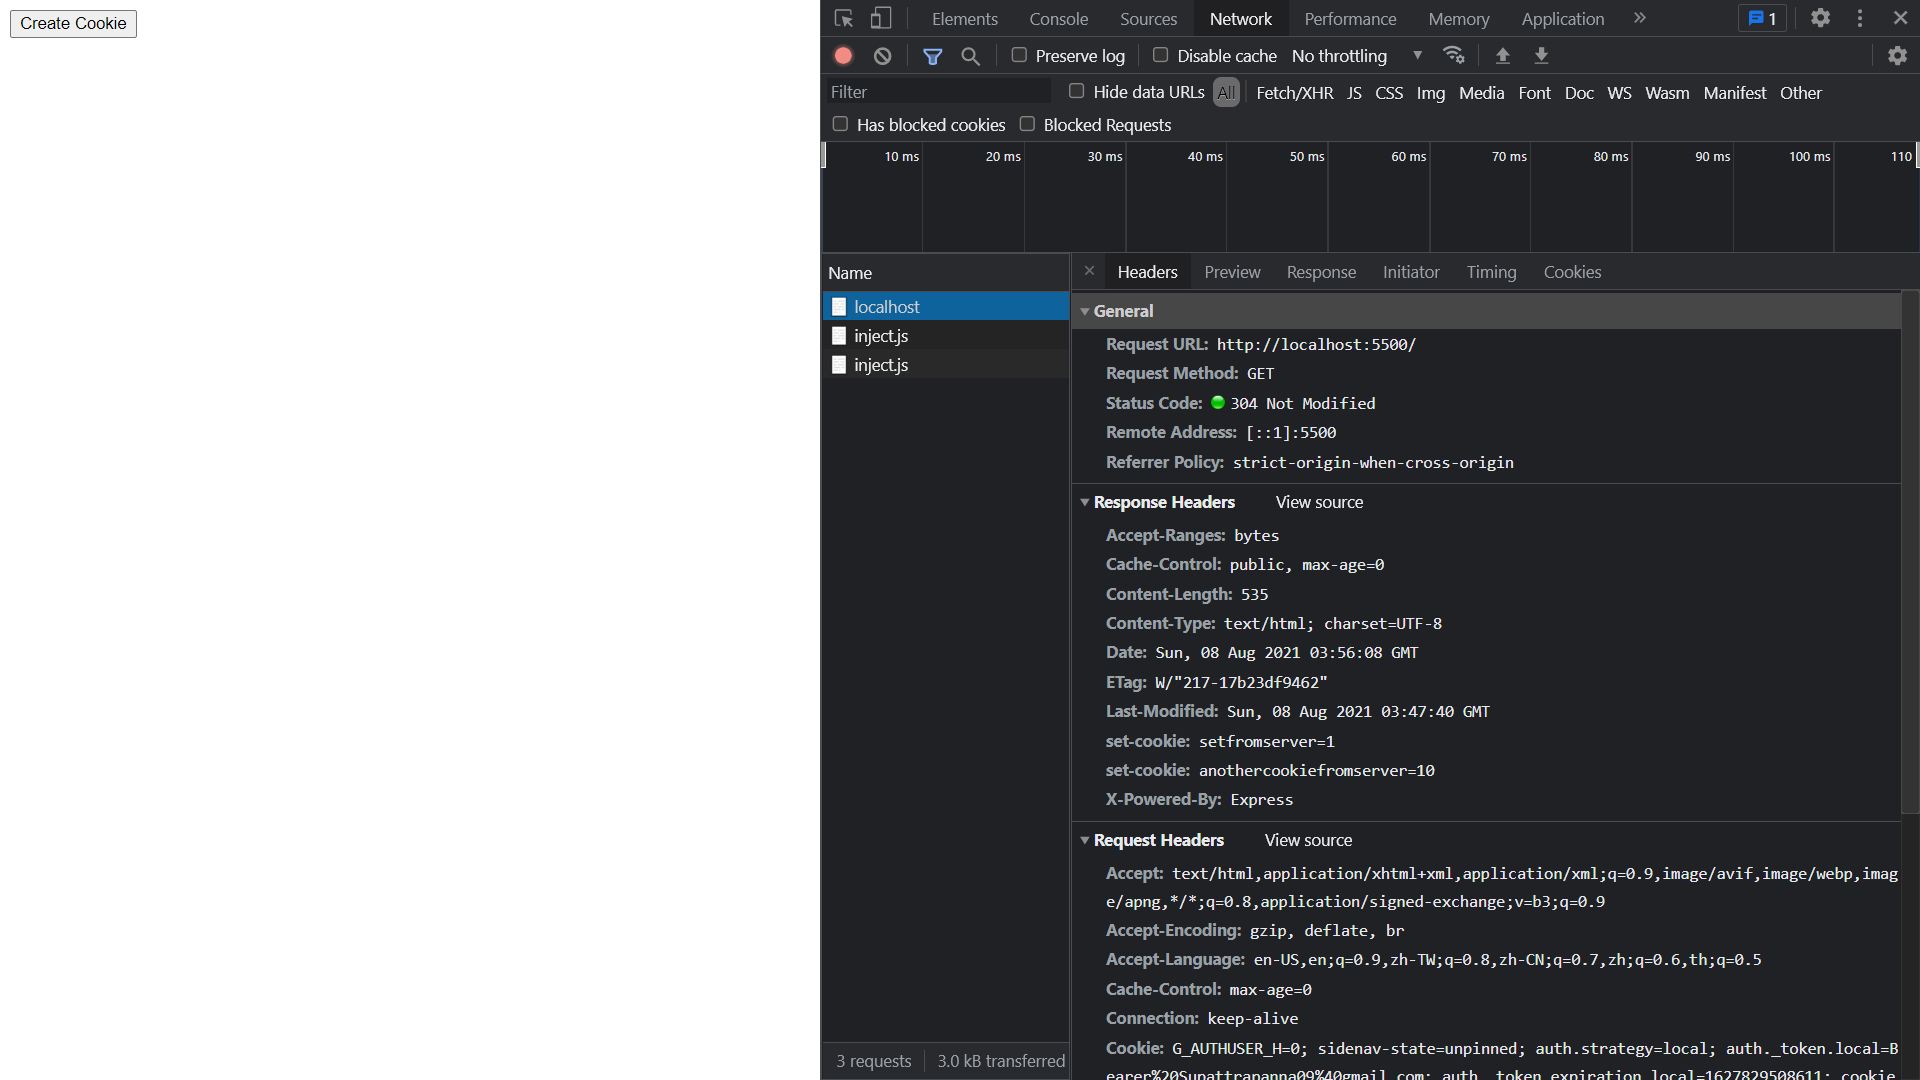 Create Cookie
Elements Console Sources Network Performance Memory Application 1
Preserve log Disable cache No throttling
Filter Hide data URLs All Fetch/XHR JS CSS Img Media Font Doc WS Wasm Manifest Other
Has blocked cookies Blocked Requests
10 ms 20 ms 30 ms 40 ms 50 ms 60 ms 70 ms 80 ms 90 ms 100 ms 110
Name
localhost
inject.js
inject.js
3 requests 3.0 kB transferred
Headers Preview Response Initiator Timing Cookies
General
Request URL: http://localhost:5500/
Request Method: GET
Status Code: 304 Not Modified
Remote Address: [::1]:5500
Referrer Policy: strict-origin-when-cross-origin
Response Headers View source
Accept-Ranges: bytes
Cache-Control: public, max-age=0
Content-Length: 535
Content-Type: text/html; charset=UTF-8
Date: Sun, 08 Aug 2021 03:56:08 GMT
ETag: W/"217-17b23df9462"
Last-Modified: Sun, 08 Aug 2021 03:47:40 GMT
set-cookie: setfromserver=1
set-cookie: anothercookiefromserver=10
X-Powered-By: Express
Request Headers View source
Accept: text/html,application/xhtml+xml,application/xml;q=0.9,image/avif,image/webp,imag
e/apng,*/*;q=0.8,application/signed-exchange;v=b3;q=0.9
Accept-Encoding: gzip, deflate, br
Accept-Language: en-US,en;q=0.9,zh-TW;q=0.8,zh-CN;q=0.7,zh;q=0.6,th;q=0.5
Cache-Control: max-age=0
Connection: keep-alive
Cookie: G_AUTHUSER_H=0; sidenav-state=unpinned; auth.strategy=local; auth._token.local=B
earer%20Supattrapanna09%40gmail.com; auth._token_expiration.local=1627829508611; cookie